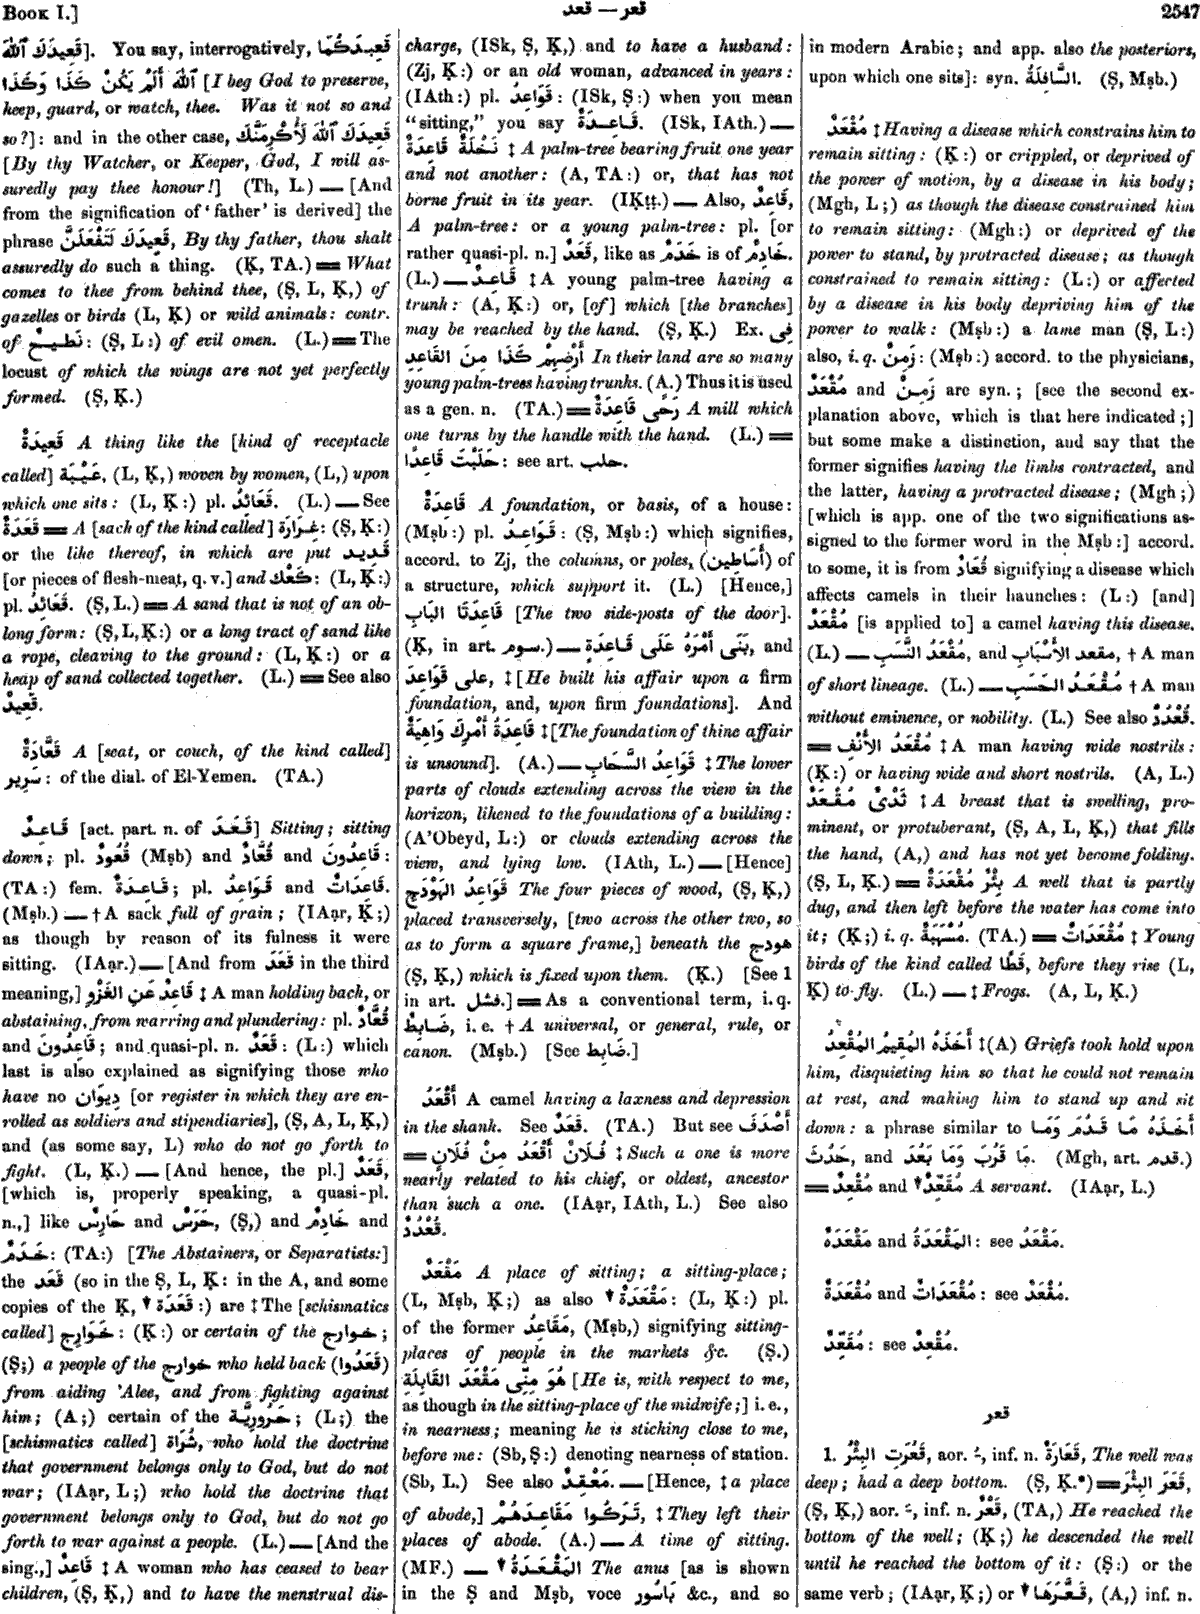 Book I.]
قعد — قعر
2547
قَعِيدَكَ ٱللّٰهَ]. You say, interrogatively, قَعِيدَكُمَا
ٱللّٰهَ أَلَمْ يَكُنْ كَذَا وَكَذَا [I beg God to preserve,
keep, guard, or watch, thee. Was it not so and
so?]: and in the other case, قَعِيدَكَ ٱللّٰهَ لَأُكْرِمَنَّكَ
[By thy Watcher, or Keeper, God, I will as-
suredly pay thee honour!] (Th, L.) — [And
from the signification of ‘father’ is derived] the
phrase قَعِيدَكَ لَتَفْعَلَنَّ, By thy father, thou shalt
assuredly do such a thing. (K, TA.) = What
comes to thee from behind thee, (Ṣ, L, Ḳ,) of
gazelles or birds (L, Ḳ) or wild animals: contr.
of نَطِيحٌ: (Ṣ, L:) of evil omen. (L.) = The
locust of which the wings are not yet perfectly
formed. (Ṣ, Ḳ.)
قَعِيدَةٌ A thing like the [kind of receptacle
called] عَيْبَة, (L, Ḳ,) woven by women, (L,) upon
which one sits: (L, Ḳ:) pl. قَعَائِدُ. (L.) — See
قَعَدَةٌ = A [sack of the kind called] غِرَارَة: (Ṣ, Ḳ:)
or the like thereof, in which are put قَدِيد
[or pieces of flesh-meat, q. v.] and كَعْك: (L, Ḳ:)
pl. قَعَائِدُ. (Ṣ, L.) = A sand that is not of an ob-
long form: (Ṣ, L, Ḳ:) or a long tract of sand like
a rope, cleaving to the ground: (L, Ḳ:) or a
heap of sand collected together. (L.) = See also
قَعِيدٌ.
قَعَّادَةٌ A [seat, or couch, of the kind called]
سَرِير: of the dial. of El-Yemen. (TA.)
قَاعِدٌ [act. part. n. of قَعَدَ] Sitting; sitting
down; pl. قُعُودٌ (Mṣb) and قُعَّادٌ and قَاعِدُونَ:
(TA:) fem. قَاعِدَةٌ; pl. قَوَاعِدُ and قَاعِدَاتٌ.
(Mṣb.) — † A sack full of grain; (IAạr, Ḳ;)
as though by reason of its fulness it were
sitting. (IAạr.) — [And from قَعَدَ in the third
meaning,] قَاعِدٌ عَنِ الغَزْوِ ‡ A man holding back, or
abstaining, from warring and plundering: pl. قُعَّادٌ
and قَاعِدُونَ; and quasi-pl. n. قَعَدٌ: (L:) which
last is also explained as signifying those who
have no دِيوَان [or register in which they are en-
rolled as soldiers and stipendiaries], (Ṣ, A, L, Ḳ,)
and (as some say, L) who do not go forth to
fight. (L, Ḳ.) — [And hence, the pl.] قَعَدٌ,
[which is, properly speaking, a quasi-pl.
n.,] like حَارِسٌ and حَرَسٌ, (Ṣ,) and خَادِمٌ and
خَدَمٌ: (TA:) [The Abstainers, or Separatists:]
the قَعَد (so in the Ṣ, L, Ḳ: in the A, and some
copies of the Ḳ, ▼ قَعَدَة:) are ‡ The [schismatics
called] خَوَارِج: (Ḳ:) or certain of the خوارج;
(Ṣ;) a people of the خوارج who held back (قَعَدُوا)
from aiding 'Alee, and from fighting against
him; (A;) certain of the حَرُورِيَّة; (L;) the
[schismatics called] شُرَاة, who hold the doctrine
that government belongs only to God, but do not
war; (IAạr, L;) who hold the doctrine that
government belongs only to God, but do not go
forth to war against a people. (L.) — [And the
sing.,] قَاعِدٌ ‡ A woman who has ceased to bear
children, (Ṣ, Ḳ,) and to have the menstrual dis-
charge, (ISk, Ṣ, Ḳ,) and to have a husband:
(Zj, Ḳ:) or an old woman, advanced in years:
(IAth:) pl. قَوَاعِدُ: (ISk, Ṣ:) when you mean
“sitting,” you say قَاعِدَةٌ. (ISk, IAth.) —
نَخْلَةٌ قَاعِدَةٌ ‡ A palm-tree bearing fruit one year
and not another: (A, TA:) or, that has not
borne fruit in its year. (IḲṭṭ.) — Also, قَاعِدٌ,
A palm-tree: or a young palm-tree: pl. [or
rather quasi-pl. n.] قَعَدٌ, like as خَدَمٌ is of خَادِمٌ.
(L.) — قَاعِدٌ ‡ A young palm-tree having a
trunk: (A, Ḳ:) or, [of] which [the branches]
may be reached by the hand. (Ṣ, Ḳ.) Ex. فِى
أَرْضِهِمْ كَذَا مِنَ القَاعِدِ In their land are so many
young palm-trees having trunks. (A.) Thus it is used
as a gen. n. (TA.) = رَحًى قَاعِدَةٌ A mill which
one turns by the handle with the hand. (L.) =
حَلَبْتَ قَاعِدًا: see art. حلب.
قَاعِدَةٌ A foundation, or basis, of a house:
(Mṣb:) pl. قَوَاعِدُ: (Ṣ, Mṣb:) which signifies,
accord. to Zj, the columns, or poles, (أَسَاطِين) of
a structure, which support it. (L.) [Hence,]
قَاعِدَتَا البَابِ [The two side-posts of the door].
(Ḳ, in art. سوم.) — بَنَى أَمْرَهُ عَلَى قَاعِدَةٍ, and
على قَوَاعِدَ, ‡ [He built his affair upon a firm
foundation, and, upon firm foundations]. And
قَاعِدَةُ أَمْرِكَ وَاهِيَةٌ ‡ [The foundation of thine affair
is unsound]. (A.) — قَوَاعِدُ السَّحَابِ ‡ The lower
parts of clouds extending across the view in the
horizon, likened to the foundations of a building:
(A'Obeyd, L:) or clouds extending across the
view, and lying low. (IAth, L.) — [Hence]
قَوَاعِدُ الهَوْدَجِ The four pieces of wood, (Ṣ, Ḳ,)
placed transversely, [two across the other two, so
as to form a square frame,] beneath the هودج
(Ṣ, Ḳ,) which is fixed upon them. (Ḳ.) [See 1
in art. فشل.] = As a conventional term, i. q.
ضَابِطٌ, i. e. † A universal, or general, rule, or
canon. (Mṣb.) [See ضَابِط.]
أَقْعَدُ A camel having a laxness and depression
in the shank. See قَعَدٌ. (TA.) But see أَصْدَفُ
= فُلَانٌ أَقْعَدُ مِنْ فُلَانٍ ‡ Such a one is more
nearly related to his chief, or oldest, ancestor
than such a one. (IAạr, IAth, L.) See also
قُعْدُدٌ.
مَقْعَدٌ A place of sitting; a sitting-place;
(L, Mṣb, Ḳ;) as also ▼ مَقْعَدَةٌ: (L, Ḳ:) pl.
of the former مَقَاعِدُ, (Mṣb,) signifying sitting-
places of people in the markets &c. (Ṣ.)
هُوَ مِنِّى مَقْعَدَ القَابِلَةِ [He is, with respect to me,
as though in the sitting-place of the midwife;] i. e.,
in nearness; meaning he is sticking close to me,
before me: (Sb, Ṣ:) denoting nearness of station.
(Sb, L.) See also مَعْقِدٌ. — [Hence, ‡ a place
of abode,] تَرَكُوا مَقَاعِدَهُمْ, ‡ They left their
places of abode. (A.) — A time of sitting.
(MF.) — ▼ المَقْعَدَةُ The anus [as is shown
in the Ṣ and Mṣb, voce بَاسُور &c., and so
in modern Arabic; and app. also the posteriors,
upon which one sits]: syn. السَّافِلَةُ. (Ṣ, Mṣb.)
مُقْعَدٌ ‡ Having a disease which constrains him to
remain sitting: (Ḳ:) or crippled, or deprived of
the power of motion, by a disease in his body;
(Mgh, L;) as though the disease constrained him
to remain sitting: (Mgh:) or deprived of the
power to stand, by protracted disease; as though
constrained to remain sitting: (L:) or affected
by a disease in his body depriving him of the
power to walk: (Mṣb:) a lame man (Ṣ, L:)
also, i. q. زَمِنٌ: (Mṣb:) accord. to the physicians,
مُقْعَدٌ and زَمِنٌ are syn.; [see the second ex-
planation above, which is that here indicated;]
but some make a distinction, and say that the
former signifies having the limbs contracted, and
the latter, having a protracted disease; (Mgh;)
[which is app. one of the two significations as-
signed to the former word in the Mṣb:] accord.
to some, it is from قُعَادٌ signifying a disease which
affects camels in their haunches: (L:) [and]
مُقْعَدٌ [is applied to] a camel having this disease.
(L.) — مُقْعَدُ النَّسَبِ, and مقعد الأَنْسَابِ, † A man
of short lineage. (L.) — مُقْعَدُ الحَسَبِ † A man
without eminence, or nobility. (L.) See also قُعْدُدٌ.
= مُقْعَدُ الأَنْفِ ‡ A man having wide nostrils:
(Ḳ:) or having wide and short nostrils. (A, L.)
ثَدْىٌ مُقْعَدٌ ‡ A breast that is swelling, pro-
minent, or protuberant, (Ṣ, A, L, Ḳ,) that fills
the hand, (A,) and has not yet become folding.
(Ṣ, L, Ḳ.) = بِئْرٌ مُقْعَدَةٌ A well that is partly
dug, and then left before the water has come into
it; (Ḳ;) i. q. مُسْهَبَةٌ. (TA.) = مُقْعَدَاتٌ ‡ Young
birds of the kind called قَطًا, before they rise (L,
Ḳ) to fly. (L.) — ‡ Frogs. (A, L, Ḳ.)
أَخَذَهُ المُقِيمُ المُقْعِدُ ‡ (A) Griefs took hold upon
him, disquieting him so that he could not remain
at rest, and making him to stand up and sit
down: a phrase similar to أَخَذَهُ مَا قَدُمَ وَمَا
حَدُثَ, and مَا قَرُبَ وَمَا بَعُدَ. (Mgh, art. قدم.)
= مُقْعِدٌ and ▼ مُقَعِّدٌ A servant. (IAạr, L.)
مَقْعَدَةٌ and المَقْعَدَةُ: see مَقْعَدٌ.
مُقْعَدَةٌ and مُقْعَدَاتٌ: see مُقْعَدٌ.
مُقَعِّدٌ: see مُقْعِدٌ.
قعر
1. قَعُرَتِ البِئْرُ, aor. ـُ, inf. n. قَعَارَةٌ, The well was
deep; had a deep bottom. (Ṣ, Ḳ.*) = قَعَرَ البِئْرَ,
(Ṣ, Ḳ,) aor. ـَ, inf. n. قَعْرٌ, (TA,) He reached the
bottom of the well; (Ḳ;) he descended the well
until he reached the bottom of it: (Ṣ:) or the
same verb; (IAạr, Ḳ;) or ▼ قَعَّرَهَا, (A,) inf. n.